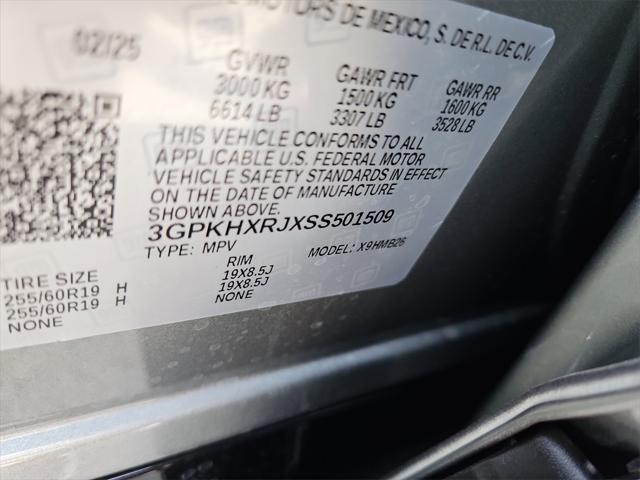 MOTORS DE MEXICO, S. DE R.L. DE C.V.
02/25
GVWR
3000 KG
6614 LB
GAWR FRT
1500 KG
3307 LB
GAWR RR
1600 KG
3528 LB
THIS VEHICLE CONFORMS TO ALL
APPLICABLE U.S. FEDERAL MOTOR
VEHICLE SAFETY STANDARDS IN EFFECT
ON THE DATE OF MANUFACTURE
SHOWN ABOVE.
3GPKHXRJXSS501509
TYPE: MPV
MODEL: X9HMB26
TIRE SIZE
255/60R19 H
255/60R19 H
NONE
RIM
19X8.5J
19X8.5J
NONE